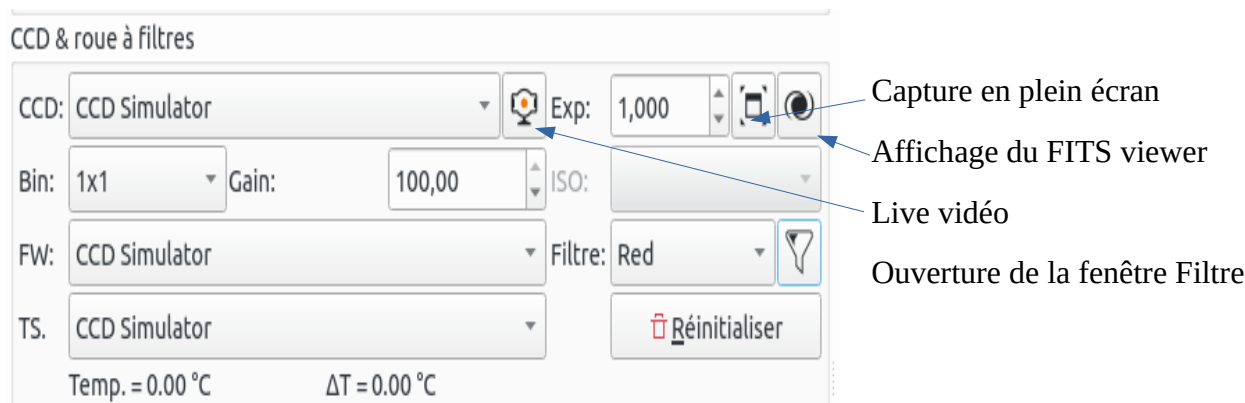 CCD & roue à filtres
CCD: CCD Simulator Exp: 1,000 Capture en plein écran
Affichage du FITS viewer
Bin: 1x1 Gain: 100,00 ISO:
Live vidéo
FW: CCD Simulator Filtre: Red Ouverture de la fenêtre Filtre
TS. CCD Simulator Réinitialiser
Temp. = 0.00 °C ΔT = 0.00 °C